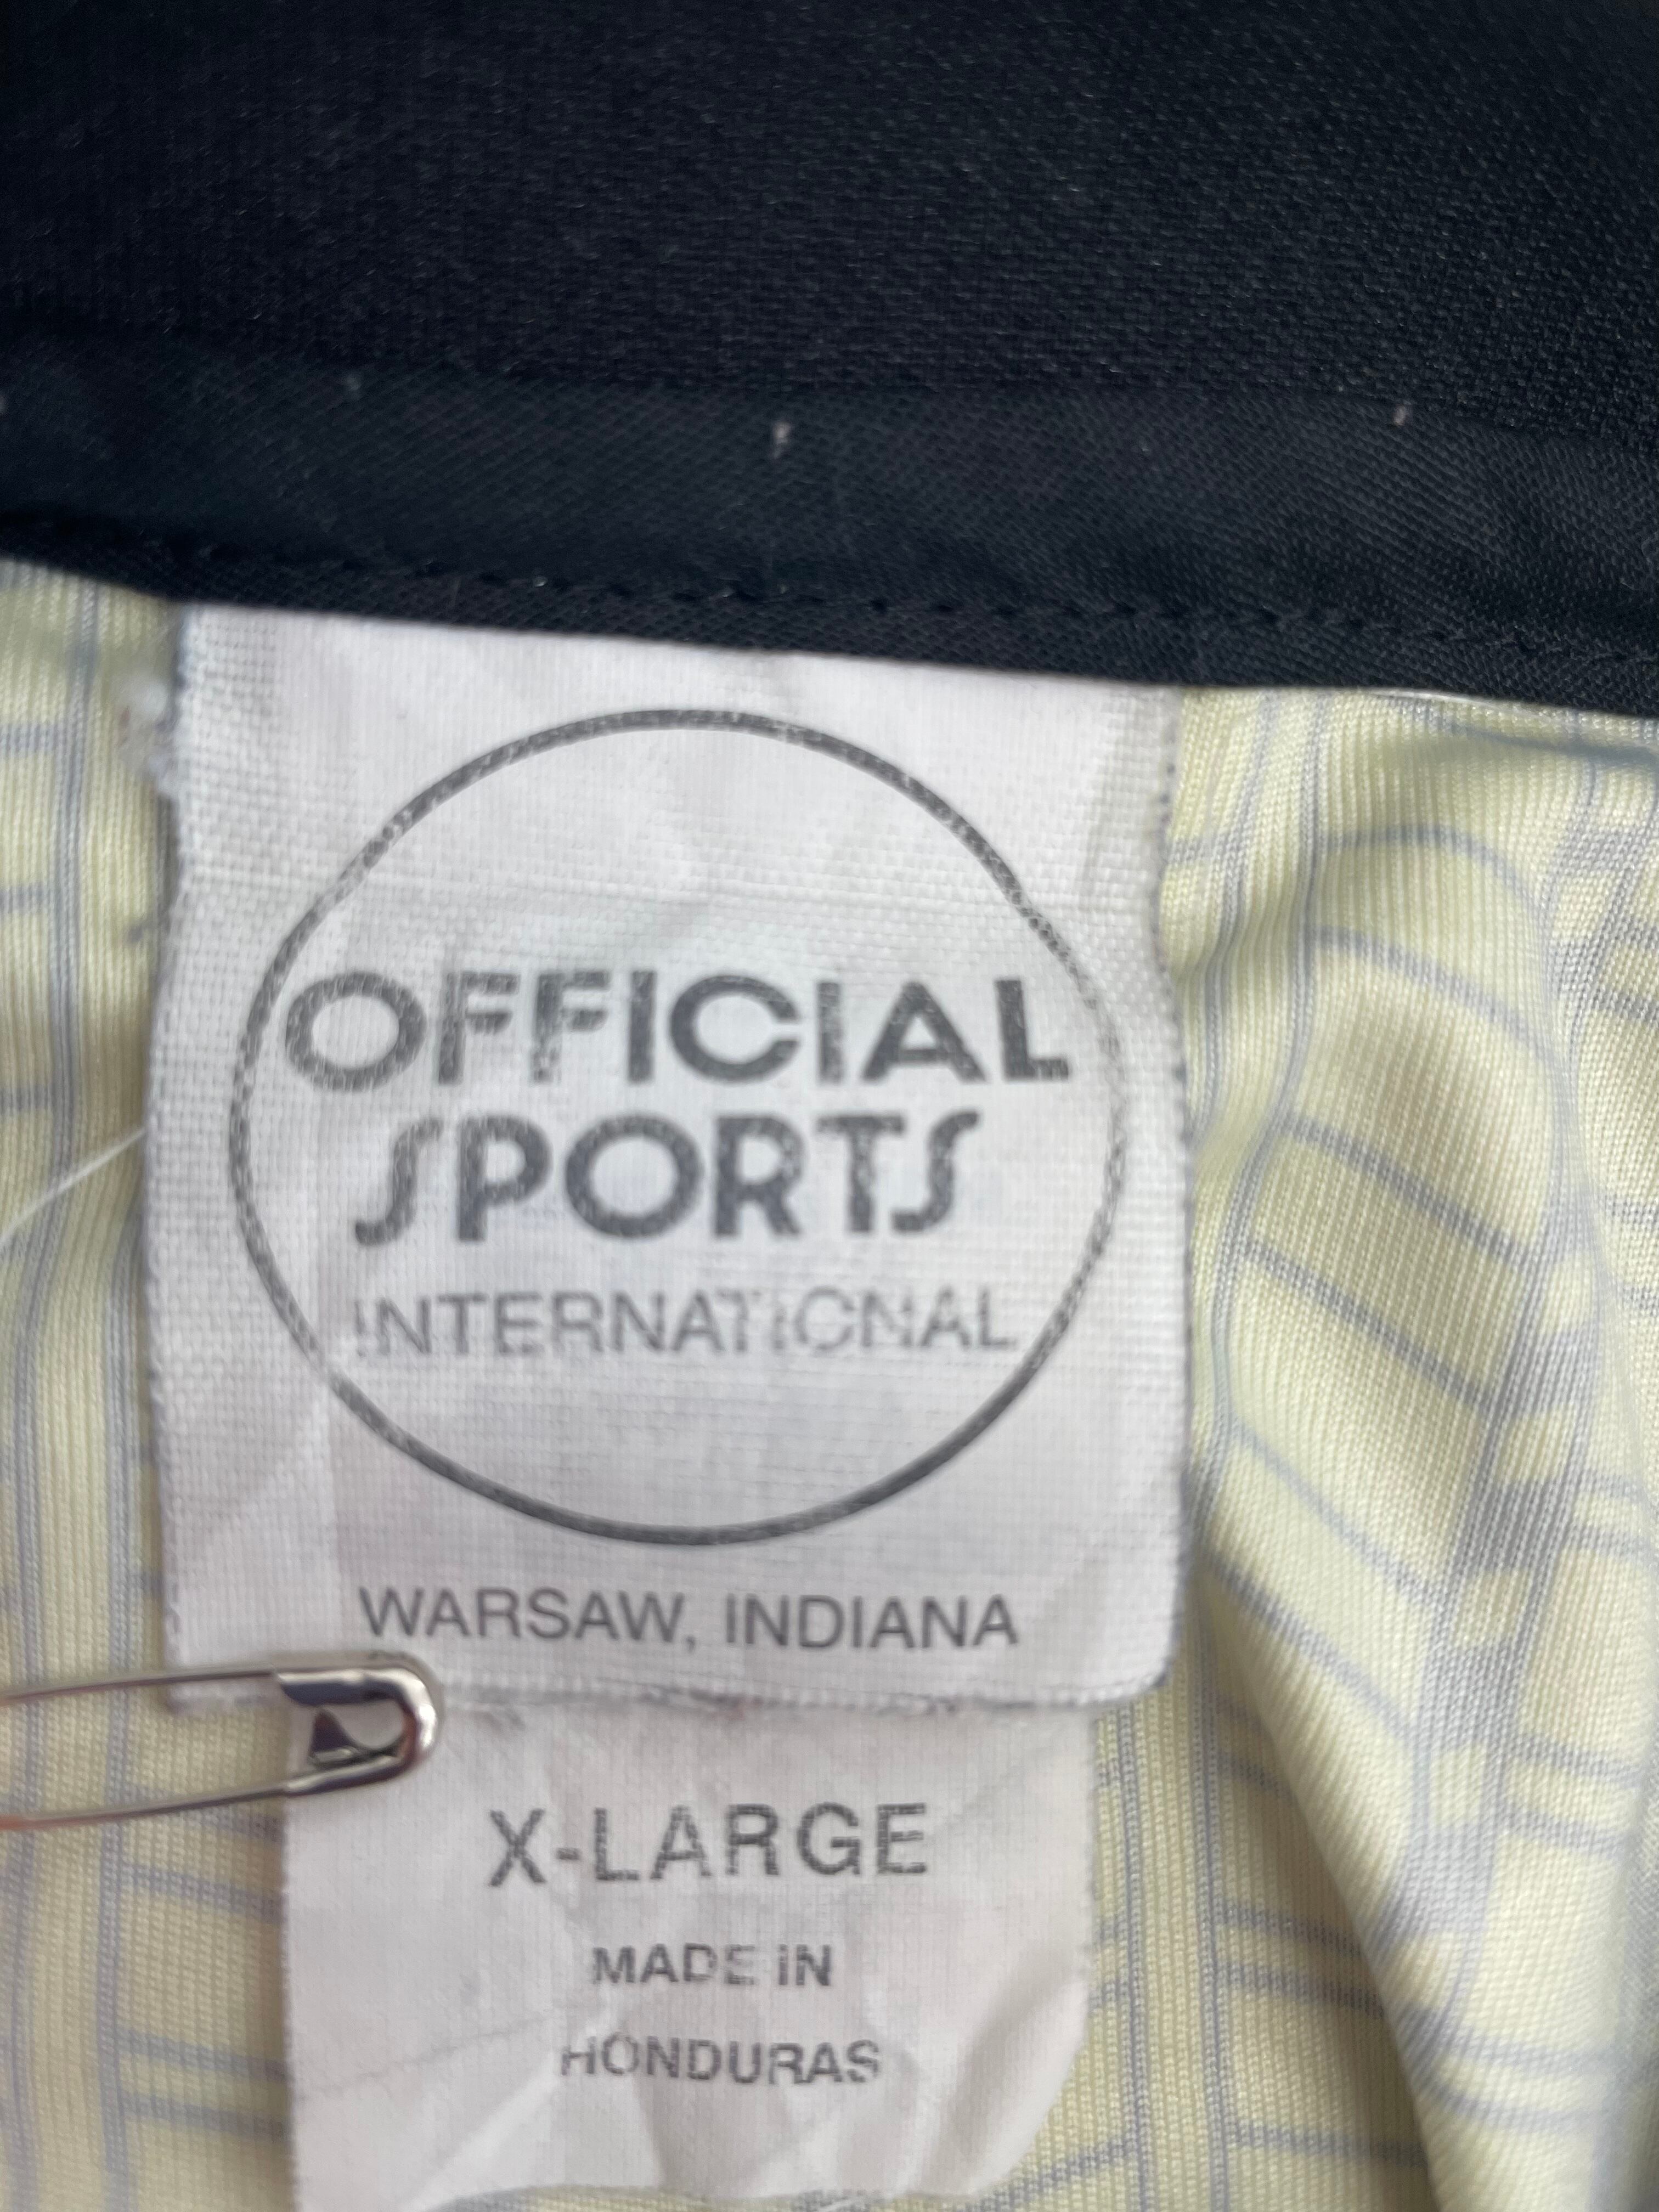 OFFICIAL
SPORTS
INTERNATIONAL
WARSAW, INDIANA
X-LARGE
MADE IN
HONDURAS